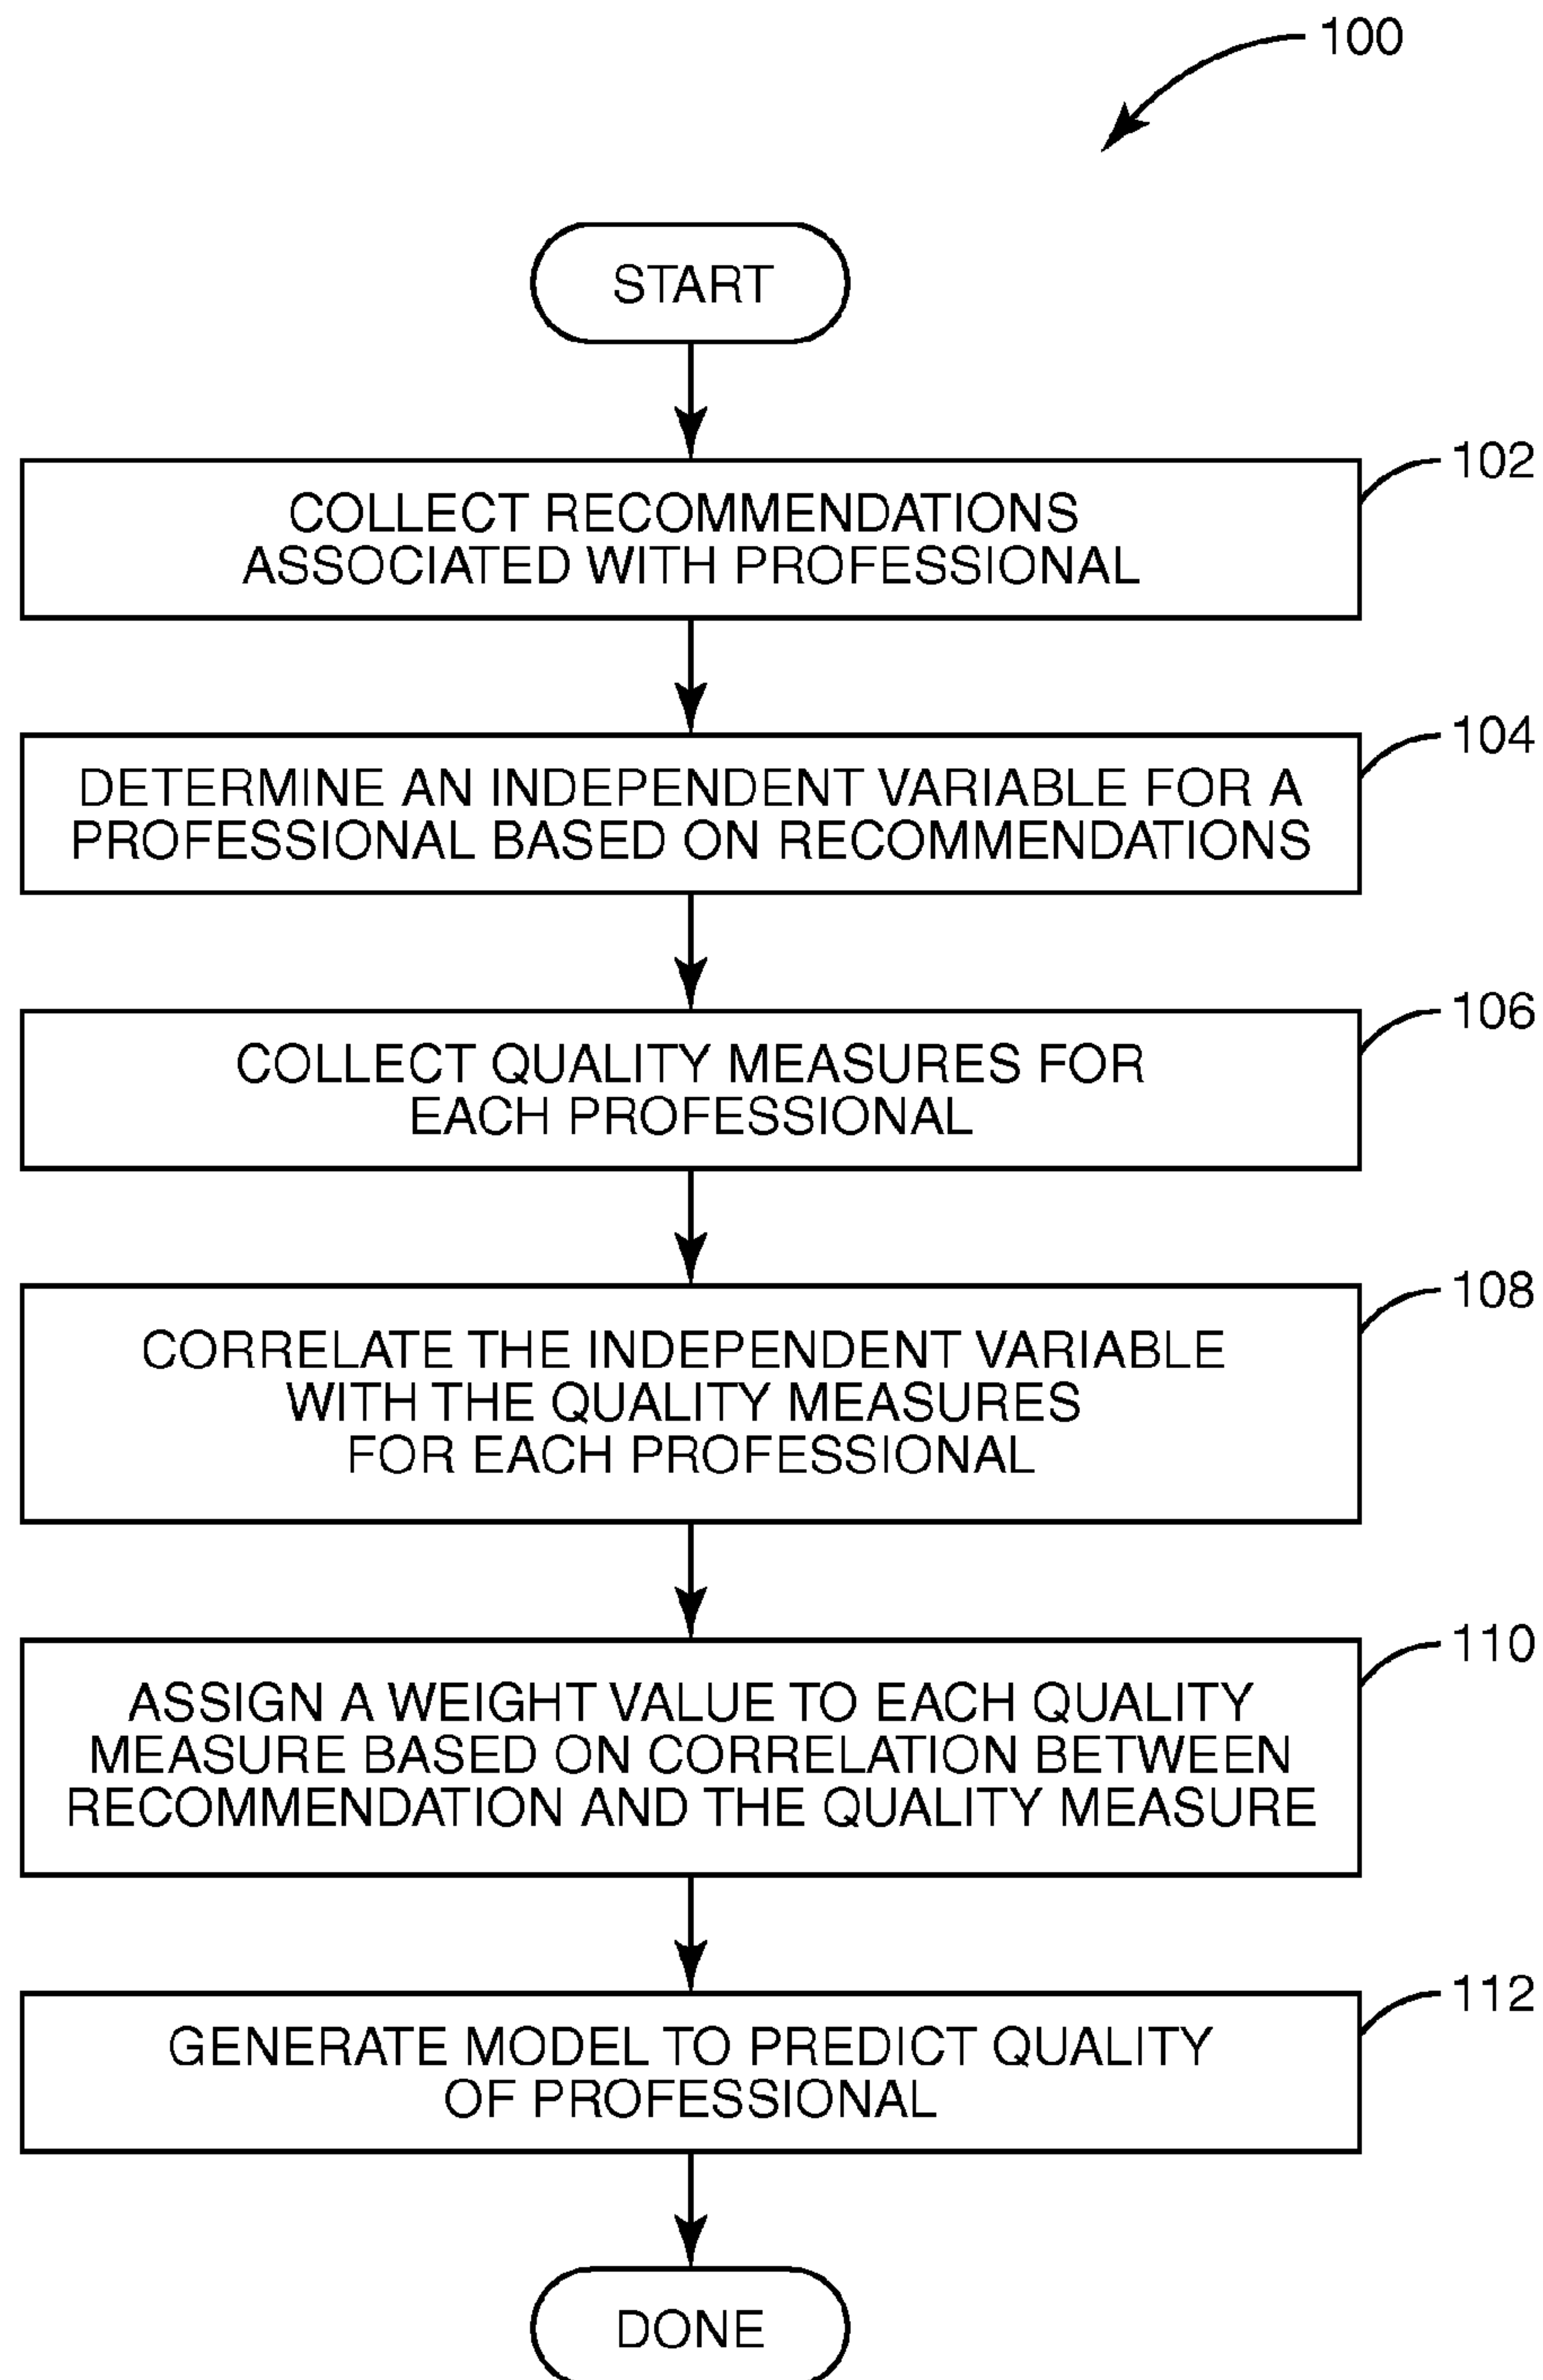 100
START
102
COLLECT RECOMMENDATIONS
ASSOCIATED WITH PROFESSIONAL
104
DETERMINE AN INDEPENDENT VARIABLE FOR A
PROFESSIONAL BASED ON RECOMMENDATIONS
106
COLLECT QUALITY MEASURES FOR
EACH PROFESSIONAL
108
CORRELATE THE INDEPENDENT VARIABLE
WITH THE QUALITY MEASURES
FOR EACH PROFESSIONAL
110
ASSIGN A WEIGHT VALUE TO EACH QUALITY
MEASURE BASED ON CORRELATION BETWEEN
RECOMMENDATION AND THE QUALITY MEASURE
112
GENERATE MODEL TO PREDICT QUALITY
OF PROFESSIONAL
DONE